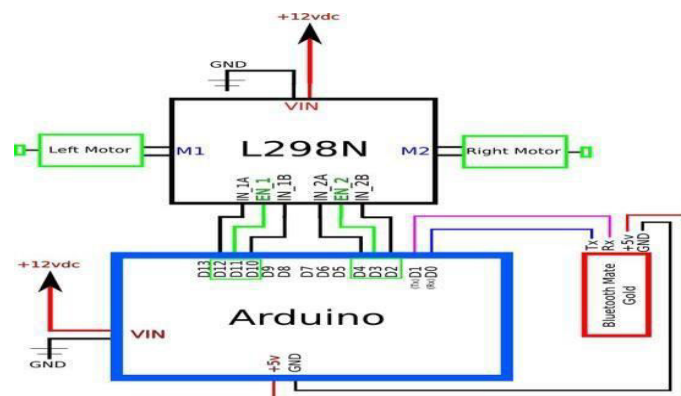 +12vdc
GND
VIN
Left Motor
M1
L298N
M2
Right Motor
IN_1A
EN_1
IN_1B
IN_2A
EN_2
IN_2B
Tx
Rx
+5v
GND
+12vdc
D13
D12
D11
D10
D9
D8
D7
D6
D5
D4
D3
D2
(Tx)D1
(Rx)D0
Bluetooth Mate
Gold
Arduino
VIN
GND
+5v
GND